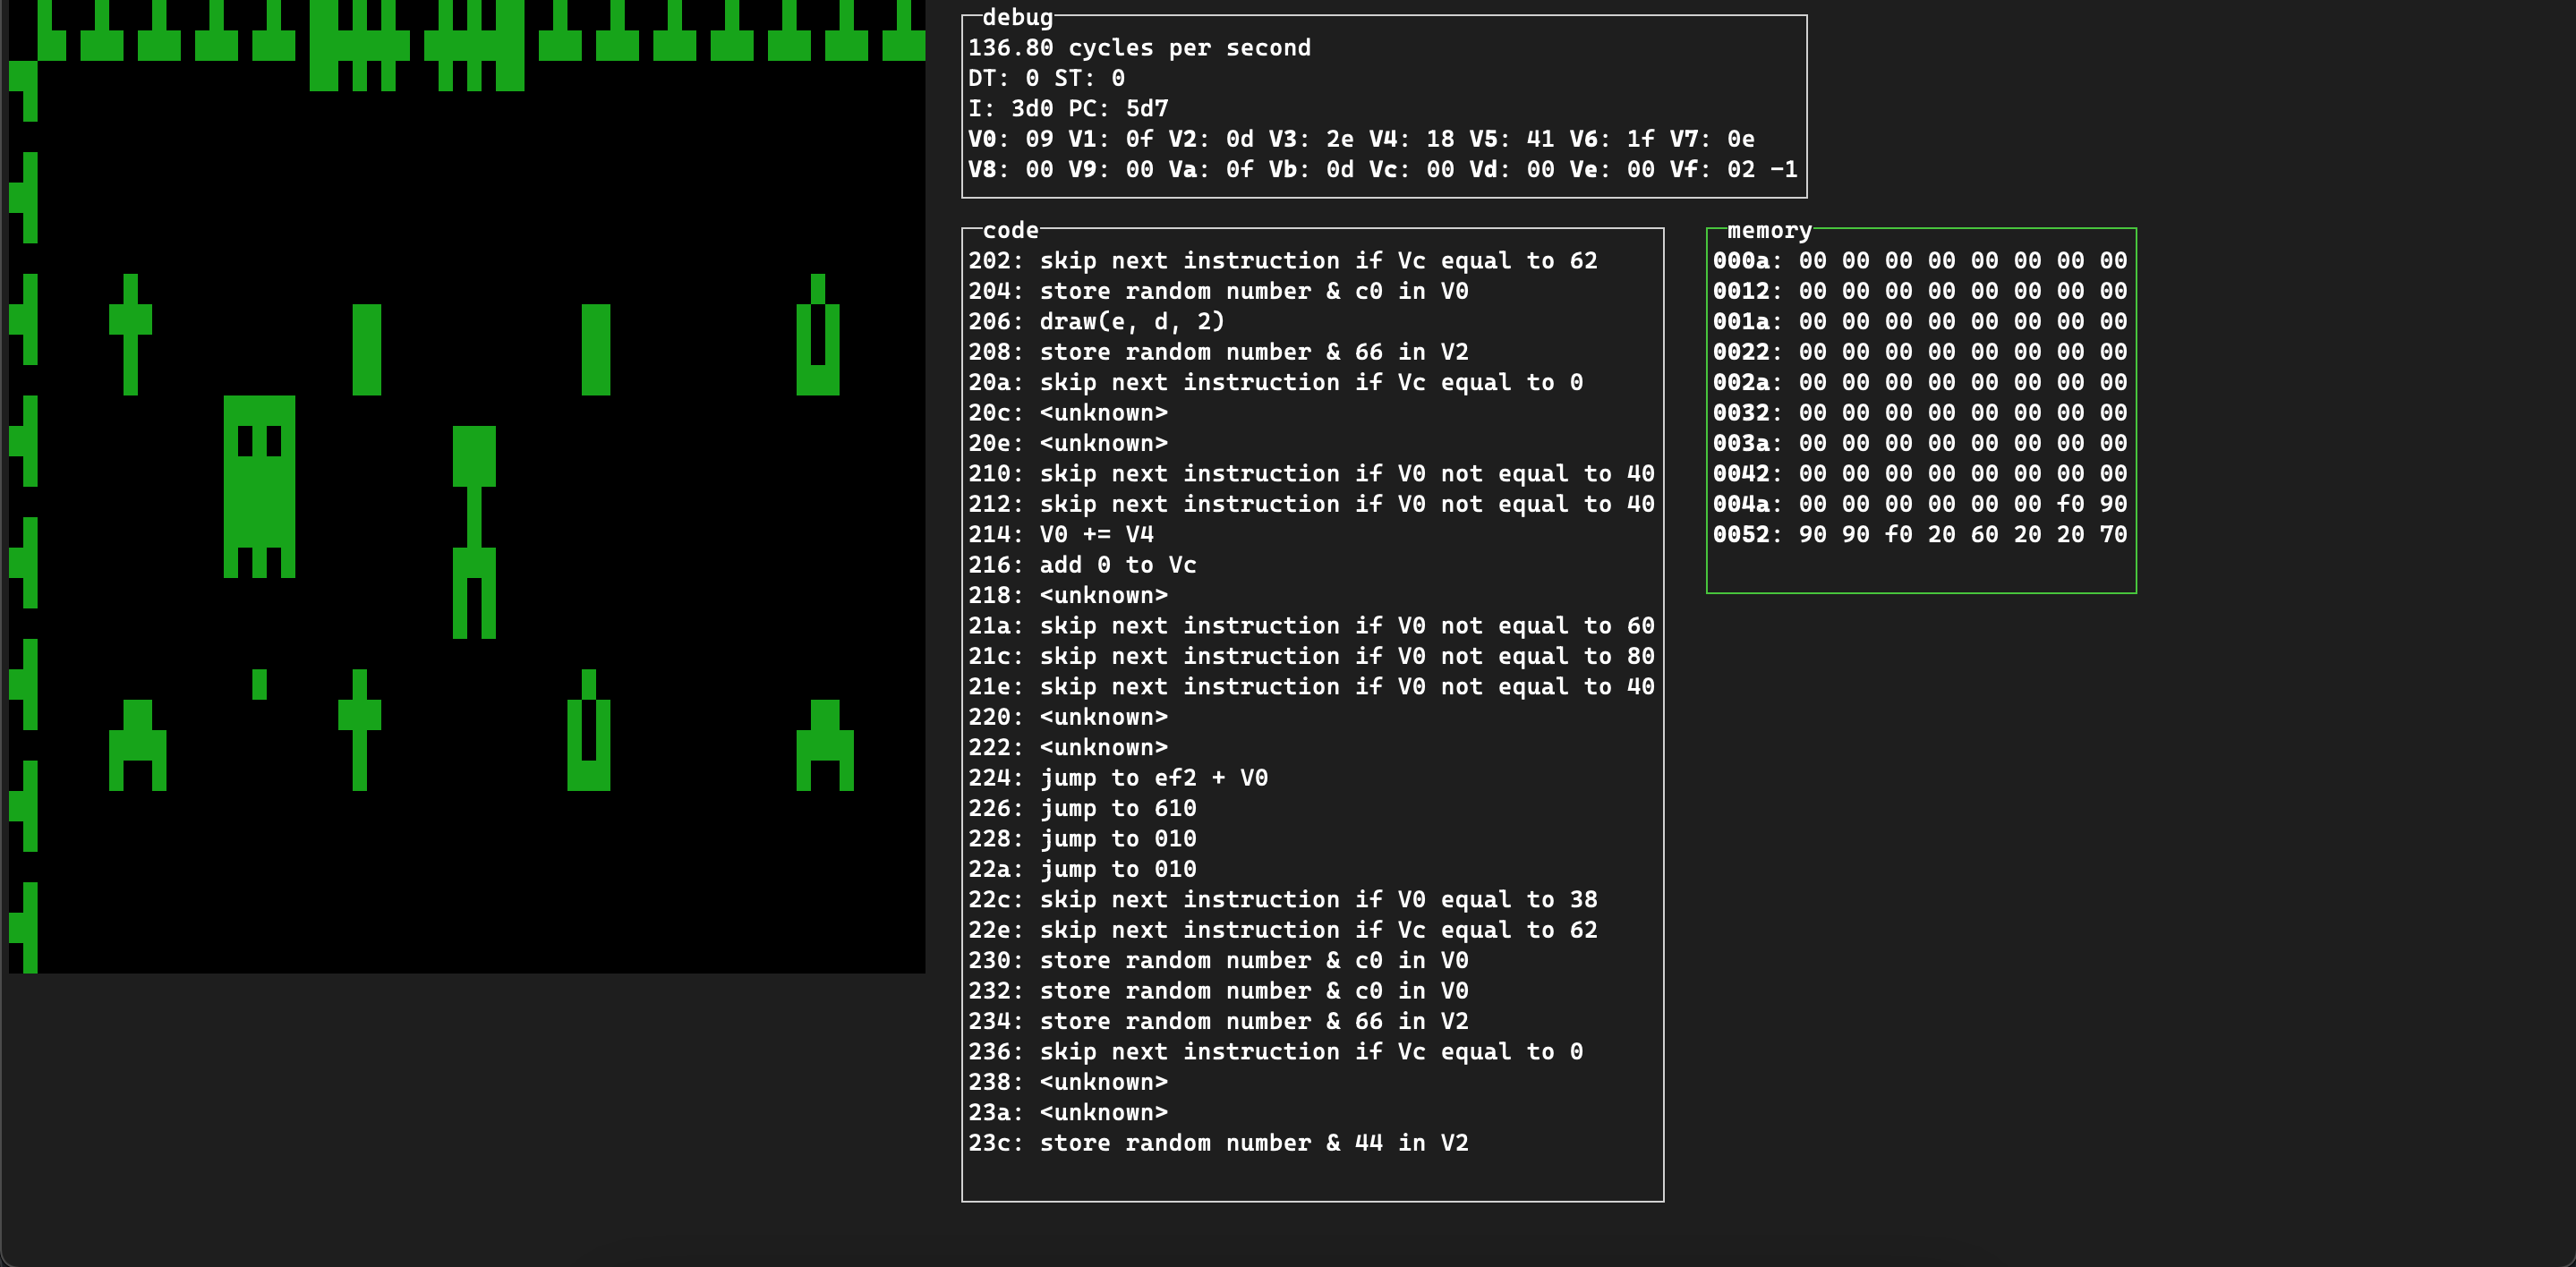 debug
136.80 cycles per second
DT: 0 ST: 0
I: 3d0 PC: 5d7
V0: 09 V1: 0f V2: 0d V3: 2e V4: 18 V5: 41 V6: 1f V7: 0e
V8: 00 V9: 00 Va: 0f Vb: 0d Vc: 00 Vd: 00 Ve: 00 Vf: 02 -1
code
202: skip next instruction if Vc equal to 62
204: store random number & c0 in V0
206: draw(e, d, 2)
208: store random number & 66 in V2
20a: skip next instruction if Vc equal to 0
20c: <unknown>
20e: <unknown>
210: skip next instruction if V0 not equal to 40
212: skip next instruction if V0 not equal to 40
214: V0 += V4
216: add 0 to Vc
218: <unknown>
21a: skip next instruction if V0 not equal to 60
21c: skip next instruction if V0 not equal to 80
21e: skip next instruction if V0 not equal to 40
220: <unknown>
222: <unknown>
224: jump to ef2 + V0
226: jump to 610
228: jump to 010
22a: jump to 010
22c: skip next instruction if V0 equal to 38
22e: skip next instruction if Vc equal to 62
230: store random number & c0 in V0
232: store random number & c0 in V0
234: store random number & 66 in V2
236: skip next instruction if Vc equal to 0
238: <unknown>
23a: <unknown>
23c: store random number & 44 in V2
memory
000a: 00 00 00 00 00 00 00 00
0012: 00 00 00 00 00 00 00 00
001a: 00 00 00 00 00 00 00 00
0022: 00 00 00 00 00 00 00 00
002a: 00 00 00 00 00 00 00 00
0032: 00 00 00 00 00 00 00 00
003a: 00 00 00 00 00 00 00 00
0042: 00 00 00 00 00 00 00 00
004a: 00 00 00 00 00 00 f0 90
0052: 90 90 f0 20 60 20 20 70